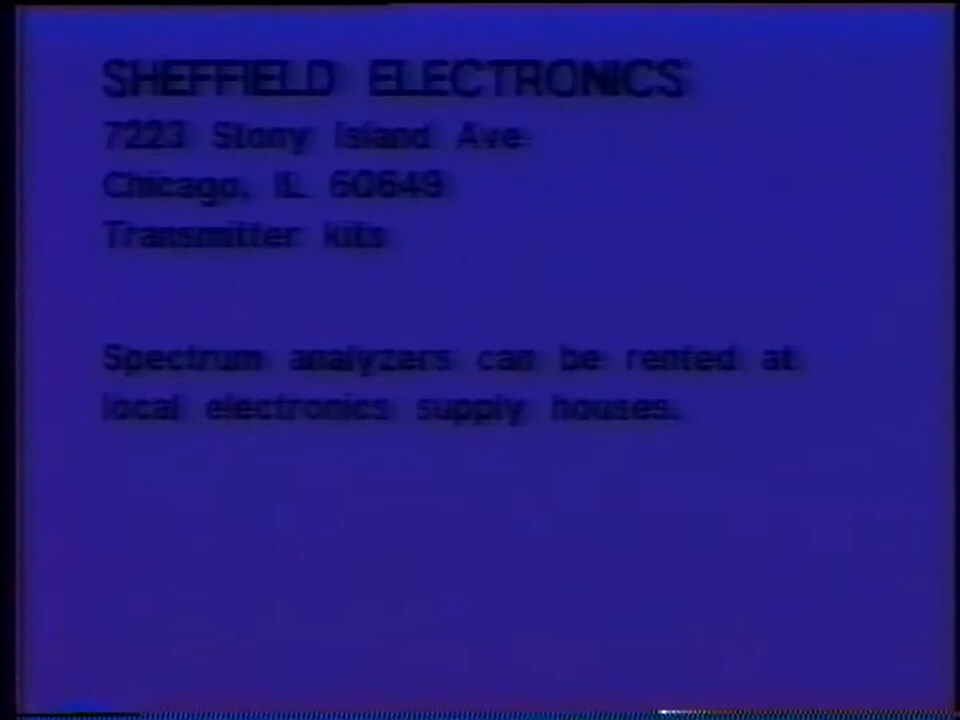 SHEFFIELD ELECTRONICS
7223 Stony Island Ave
Chicago, IL 60649
Transmitter kits
Spectrum analyzers can be rented at
local electronics supply houses.